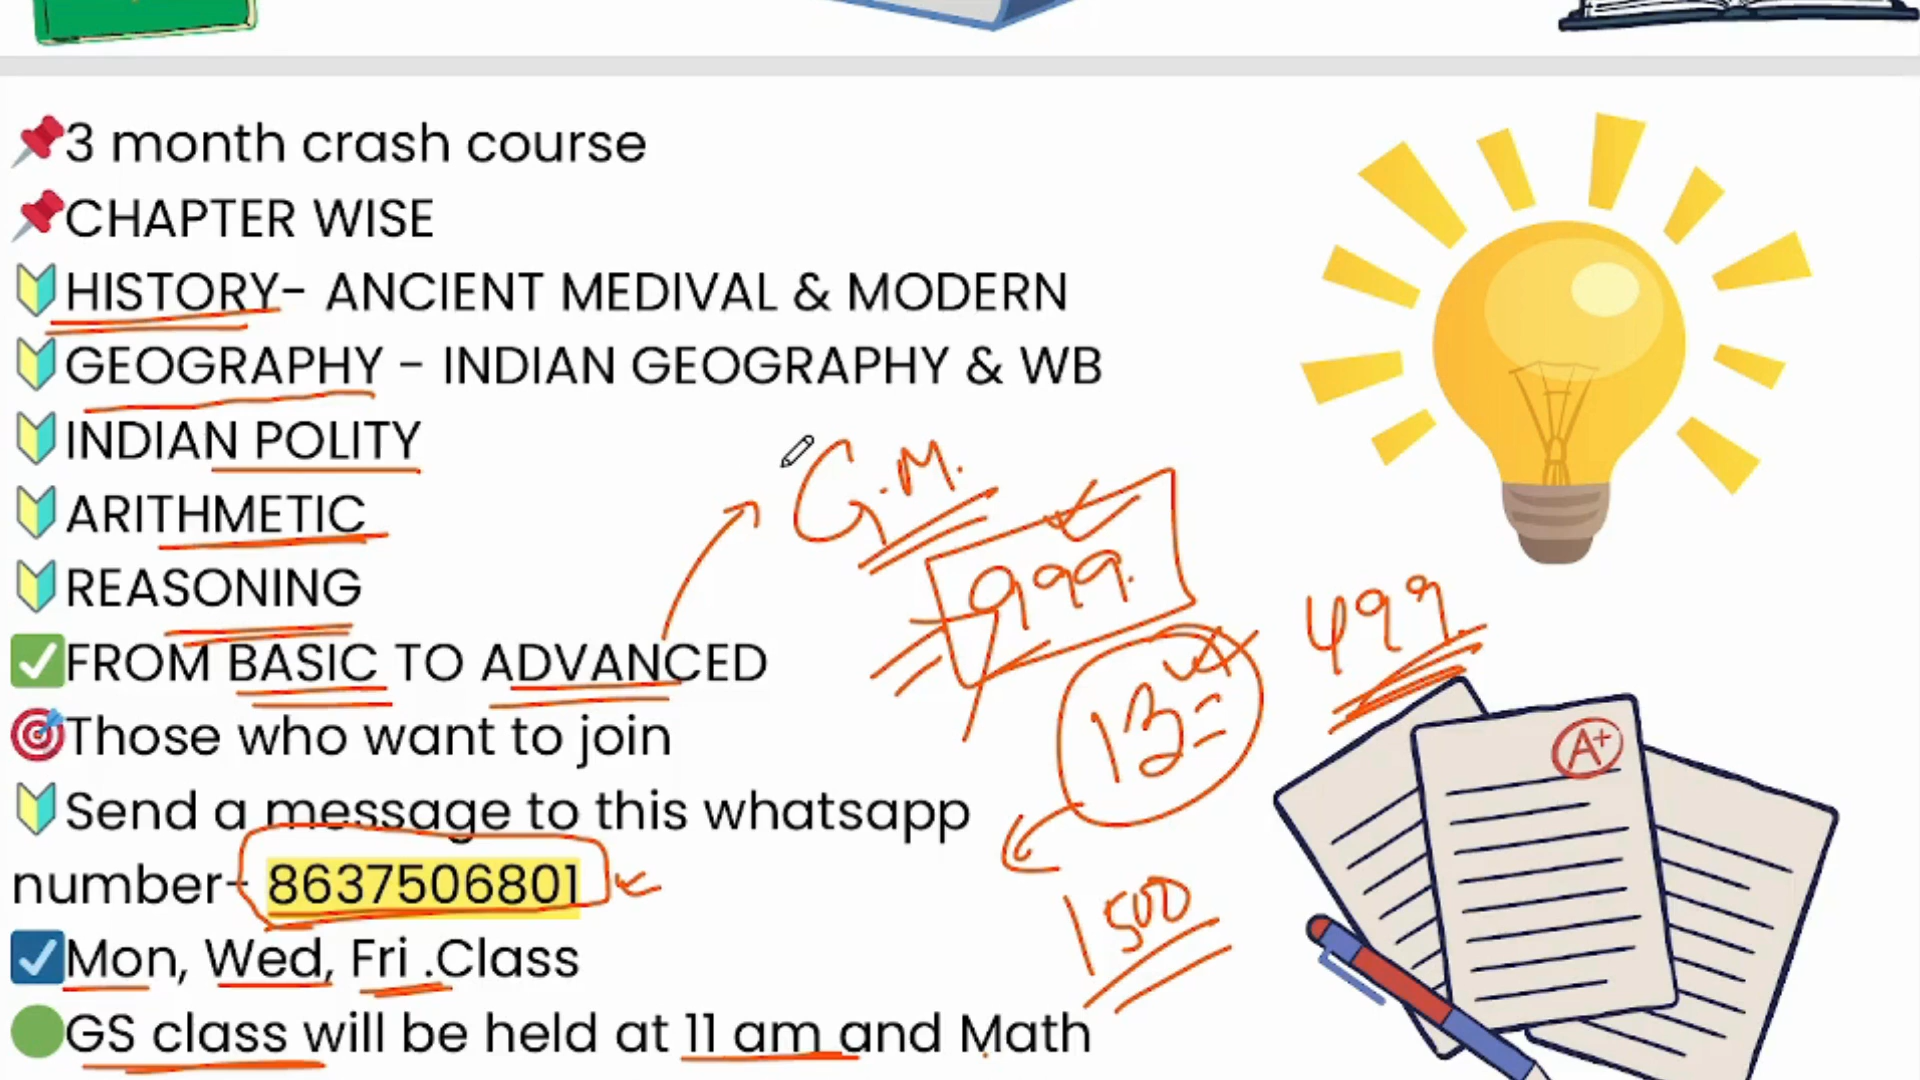 3 month crash course
CHAPTER WISE
HISTORY- ANCIENT MEDIVAL & MODERN
GEOGRAPHY - INDIAN GEOGRAPHY & WB
INDIAN POLITY
ARITHMETIC
REASONING
FROM BASIC TO ADVANCED
Those who want to join
Send a message to this whatsapp
number- 8637506801
Mon, Wed, Fri .Class
GS class will be held at 11 am and Math
G.M.
999.
13
499
1500
A+